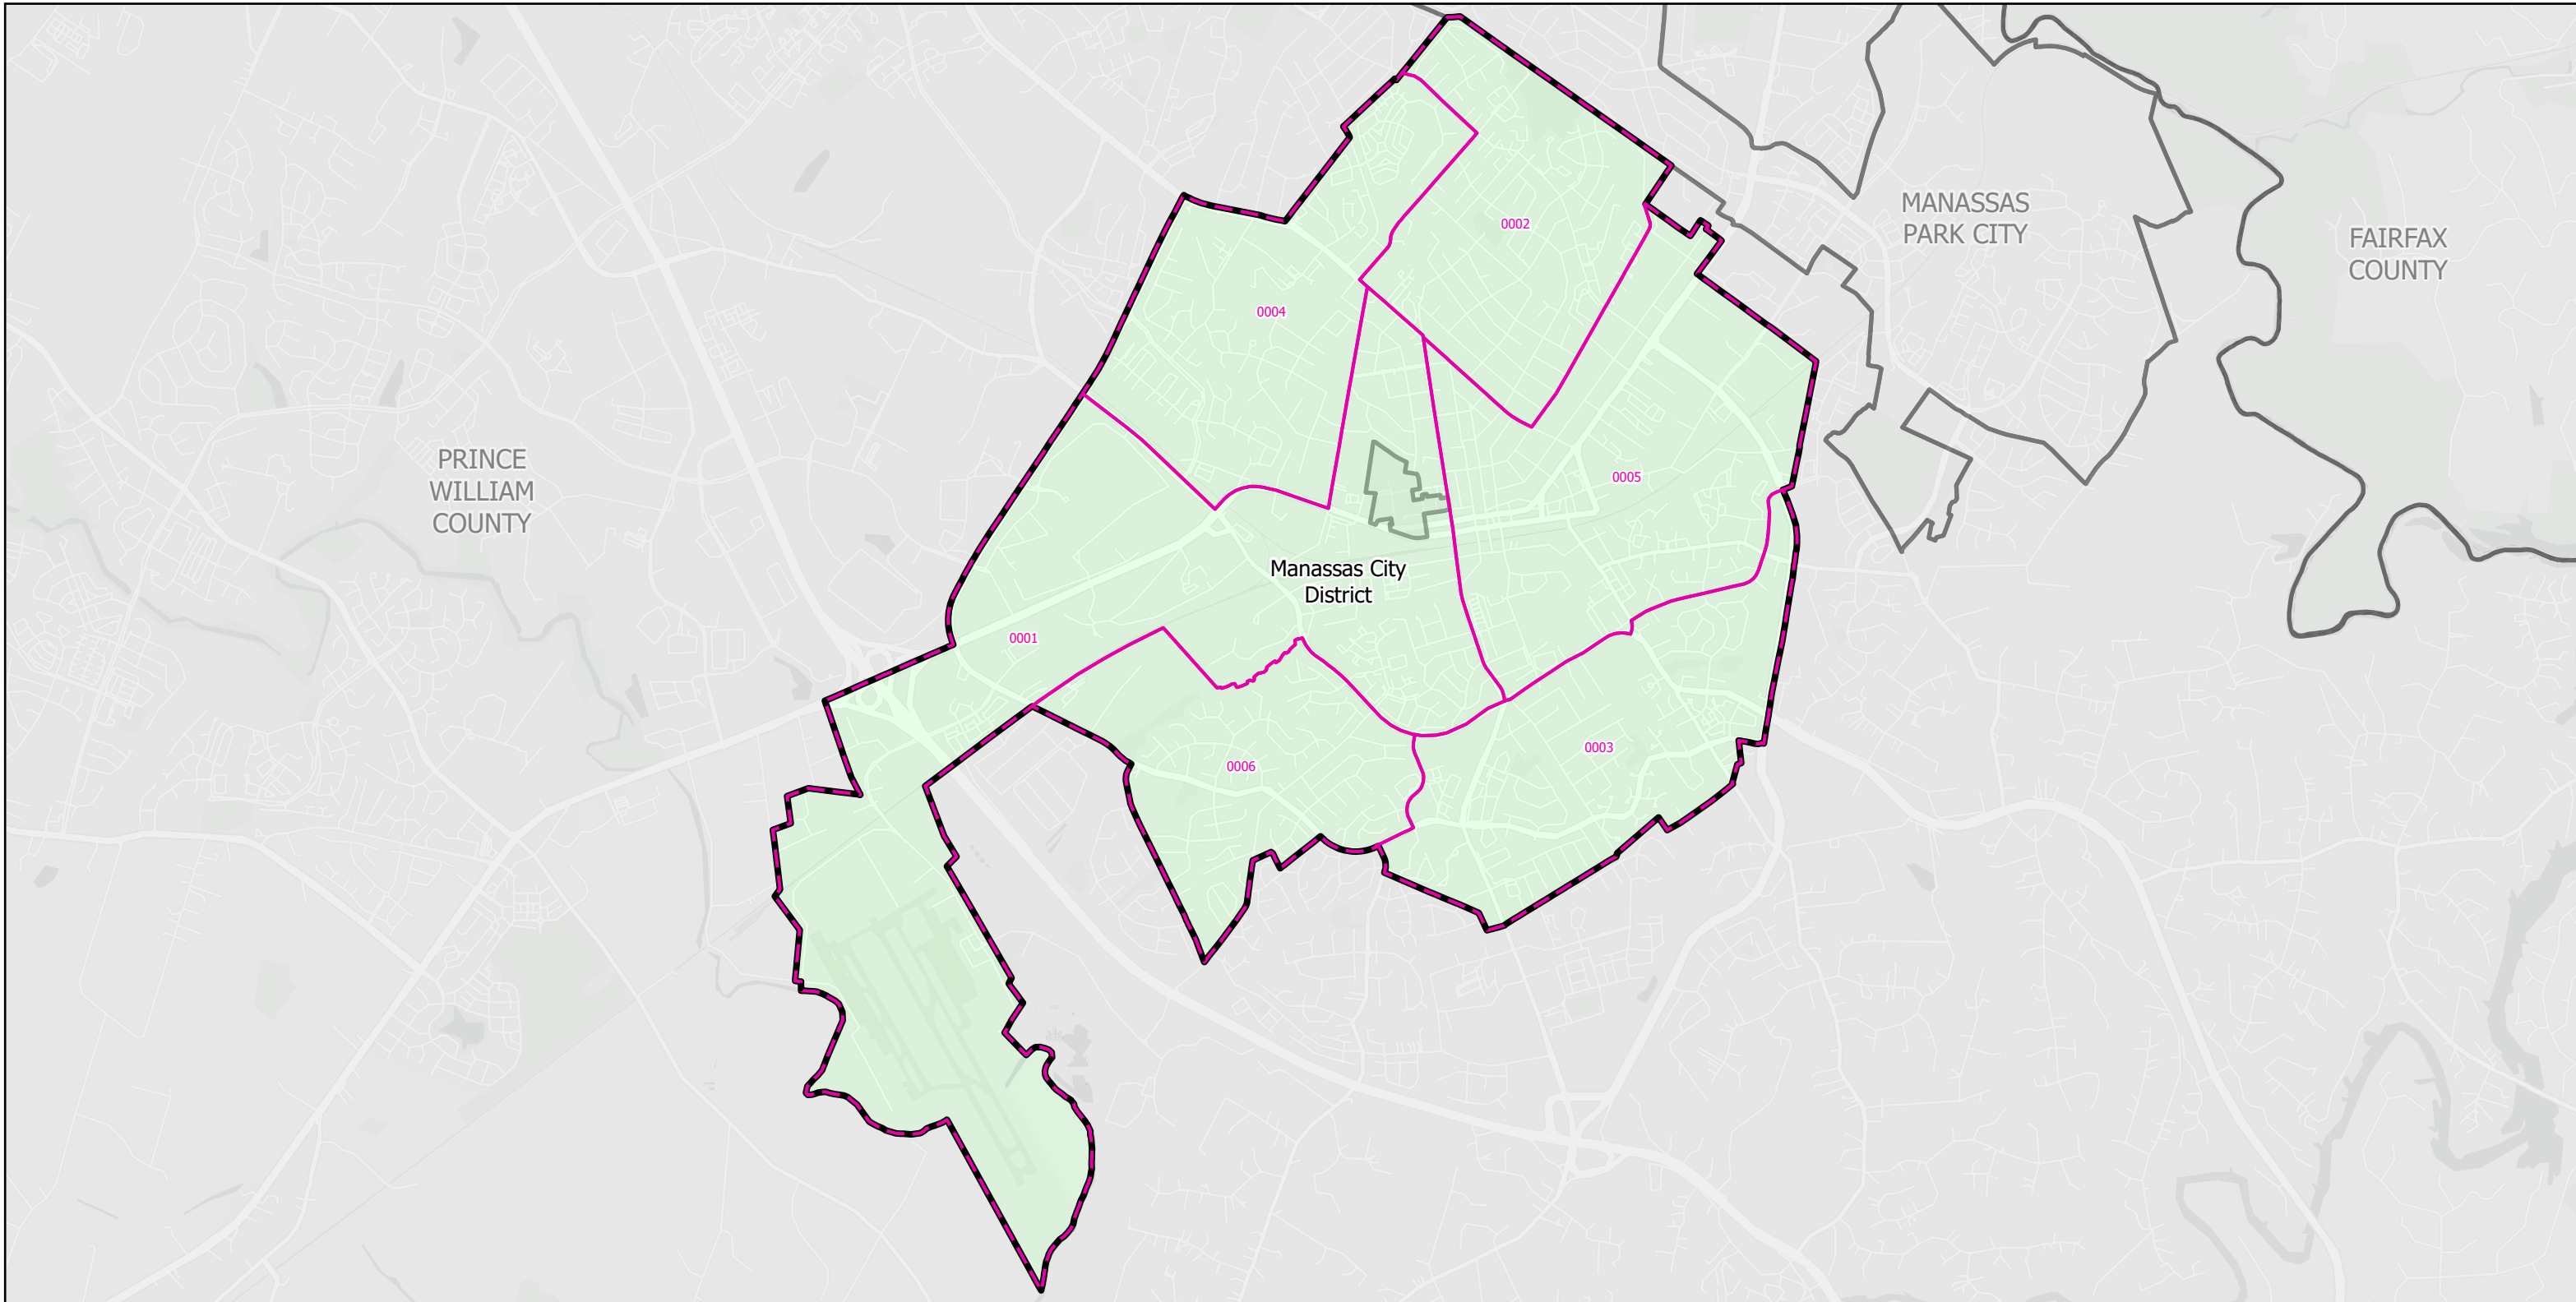 MANASSAS
PARK CITY
FAIRFAX
COUNTY
0002
0004
PRINCE
WILLIAM
COUNTY
0005
Manassas City
District
0001
0003
0006